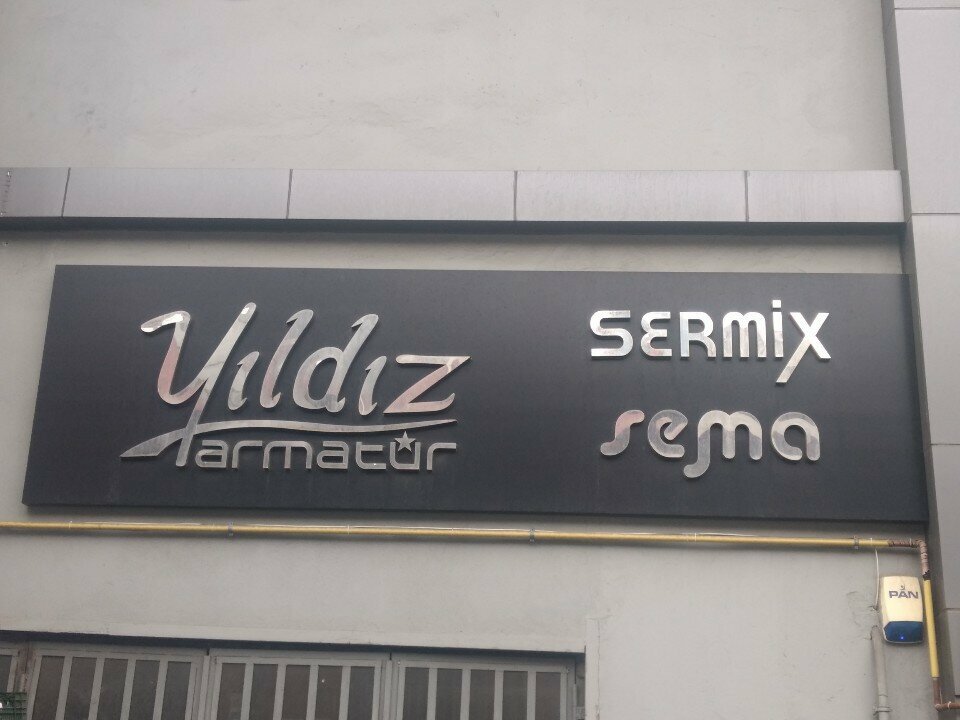 Yıldız
armatür
SERMiX
sema
PAN